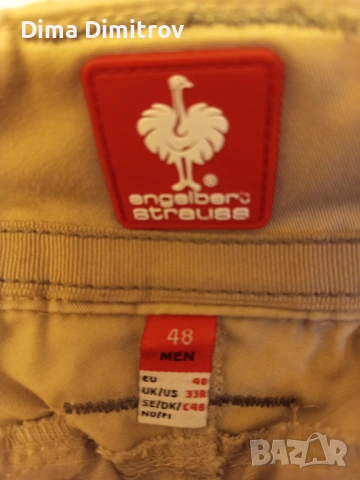 Dima Dimitrov
®
engelbert
strauss
48
MEN
EU 48
UK/US 33R
SE/DK/ C48
NO/FI
BAZAR